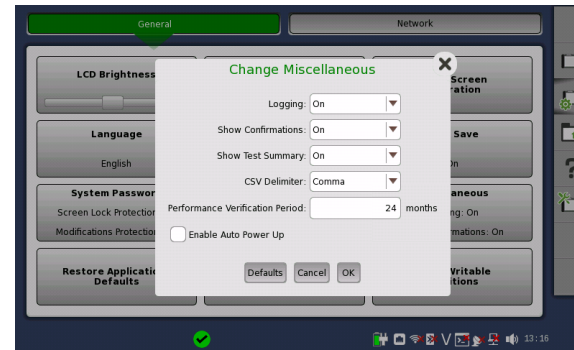 General
Network
LCD Brightness
Change Miscellaneous
Screen
ration
Logging: On
Language
Show Confirmations: On
Save
English
Show Test Summary: On
On
CSV Delimiter: Comma
System Passwor
aneous
Screen Lock Protection
Performance Verification Period: 24 months
ng: On
Modifications Protection
Enable Auto Power Up
mations: On
Restore Applicatio
Defaults
Defaults
Cancel
OK
Writable
itions
13:16